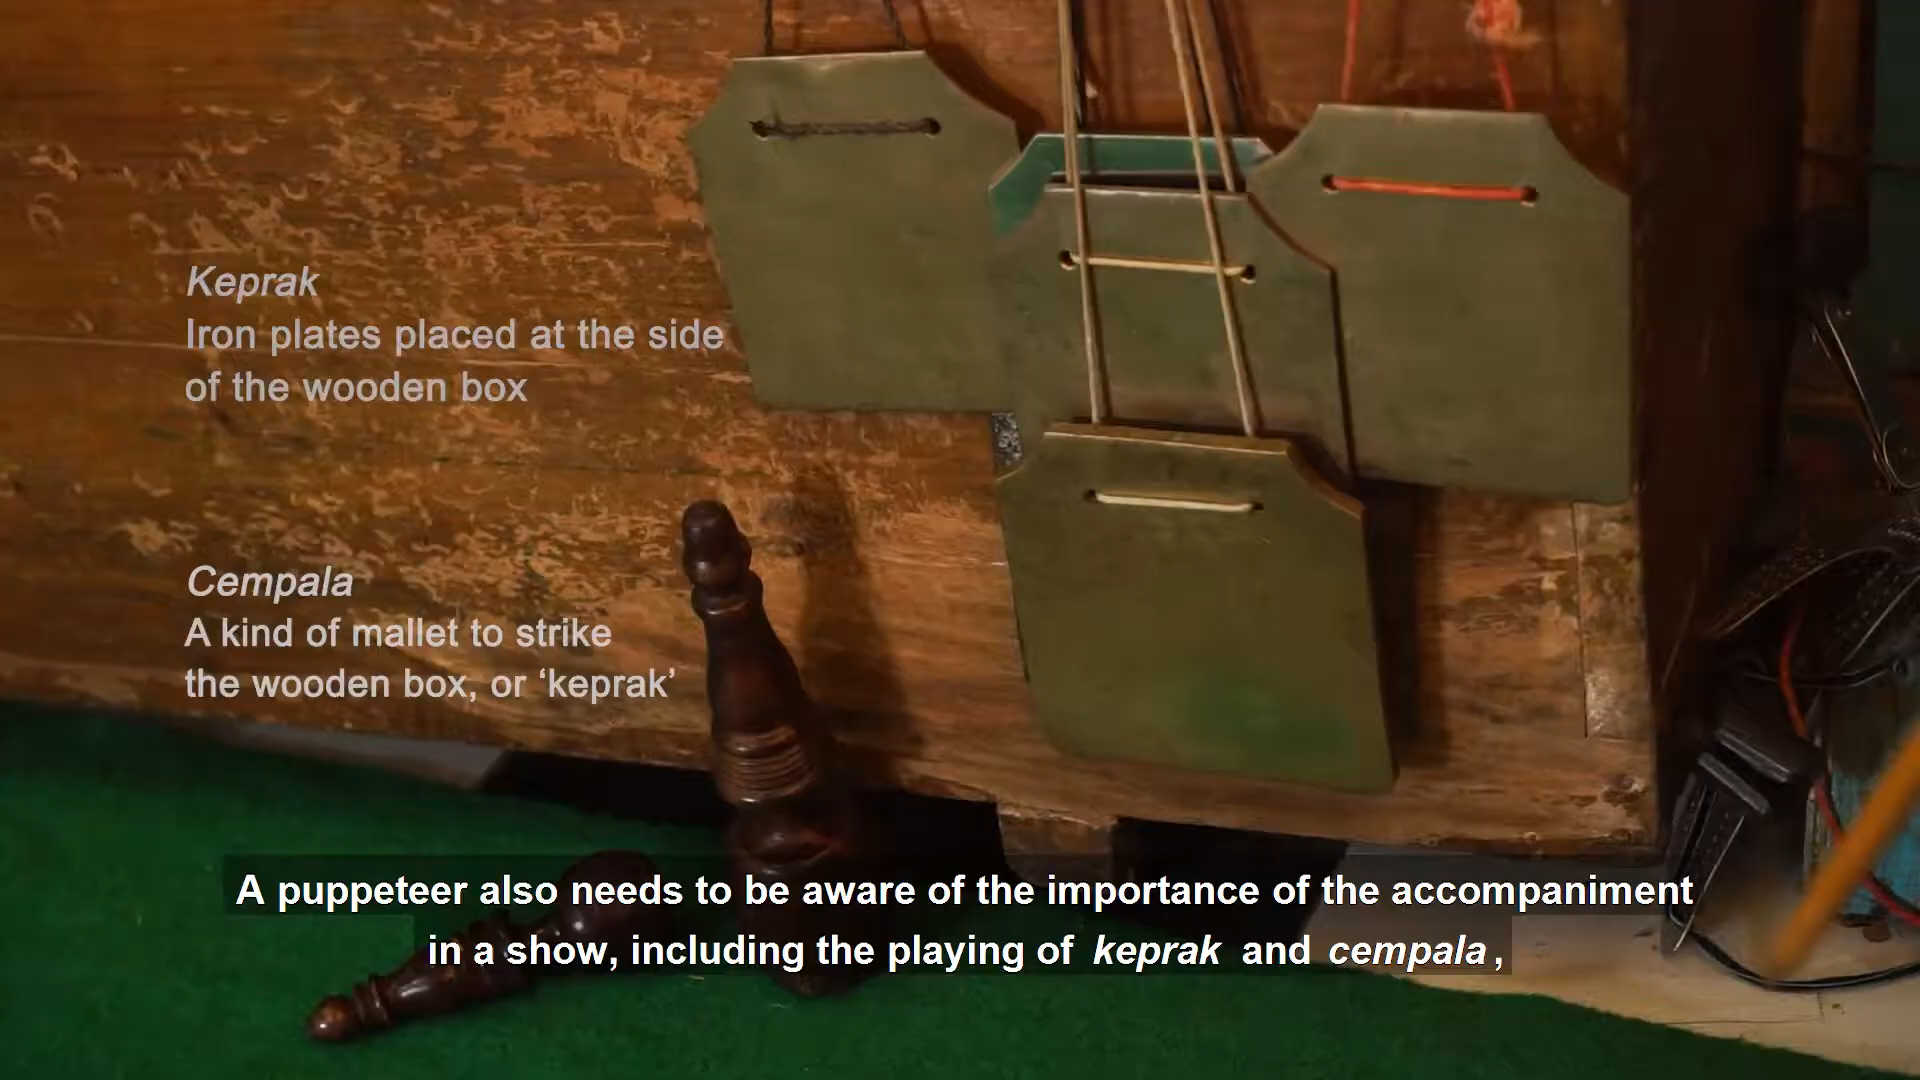 Keprak
Iron plates placed at the side
of the wooden box
Cempala
A kind of mallet to strike
the wooden box, or ‘keprak’
A puppeteer also needs to be aware of the importance of the accompaniment
in a show, including the playing of keprak and cempala,